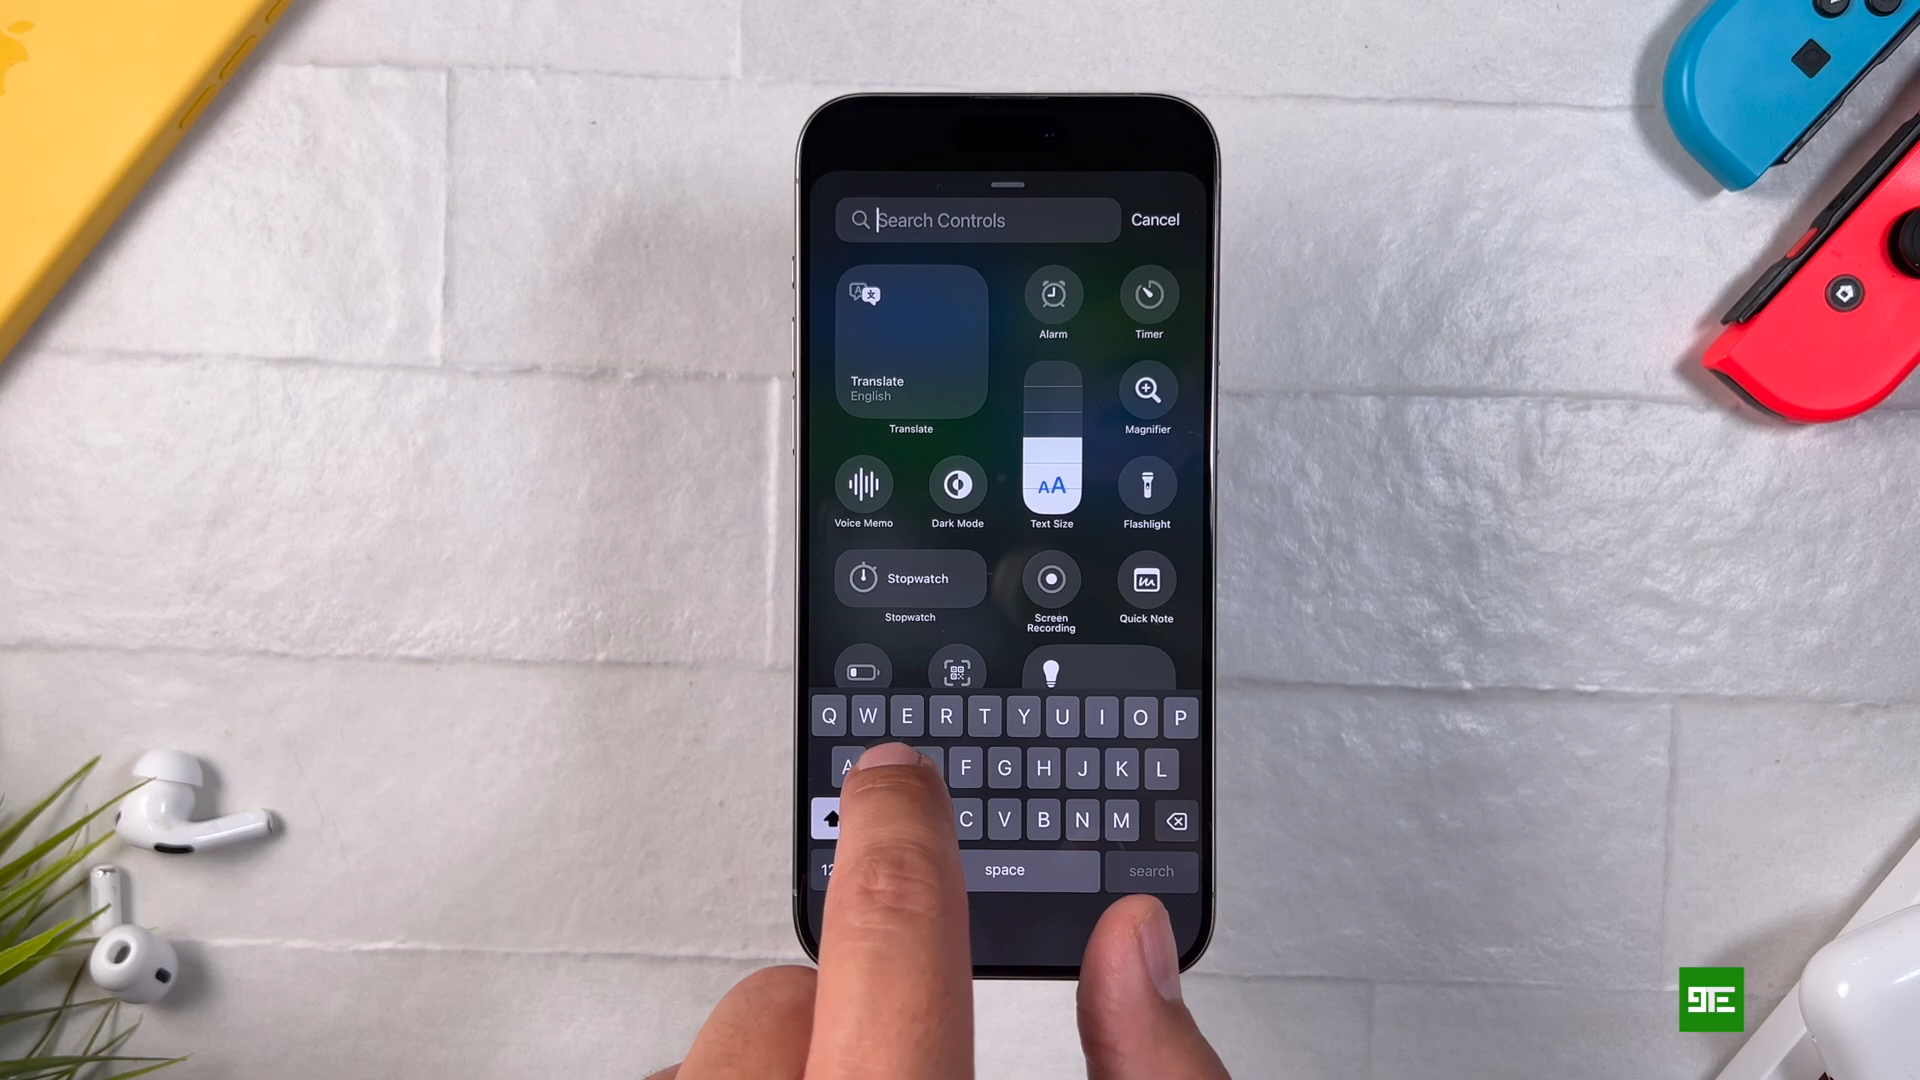 Search Controls
Cancel
Translate
English
Translate
Alarm
Timer
Magnifier
Voice Memo
Dark Mode
AA
Text Size
Flashlight
Stopwatch
Stopwatch
Screen
Recording
Quick Note
Q W E R T Y U I O P
A F G H J K L
C V B N M
space
search